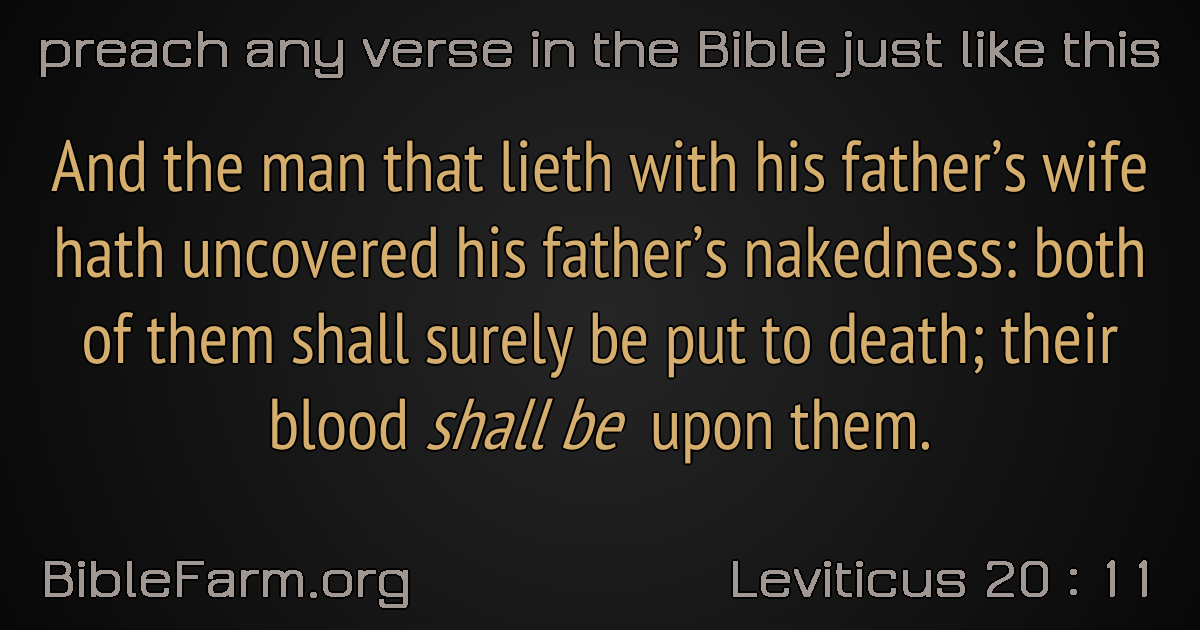 preach any verse in the Bible just like this
And the man that lieth with his father’s wife
hath uncovered his father’s nakedness: both
of them shall surely be put to death; their
blood shall be upon them.
BibleFarm.org
Leviticus 20 : 11